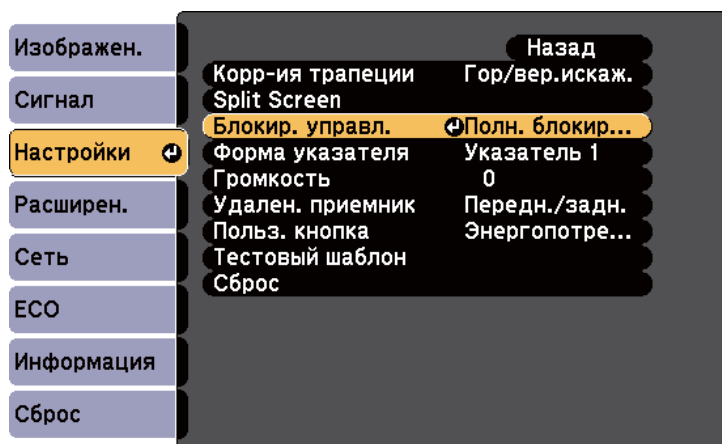 Изображен.
Сигнал
Настройки
Расширен.
Сеть
ECO
Информация
Сброс
Назад
Корр-ия трапеции Гор/вер.искаж.
Split Screen
Блокир. управл. Полн. блокир...
Форма указателя Указатель 1
Громкость 0
Удален. приемник Передн./задн.
Польз. кнопка Энергопотре...
Тестовый шаблон
Сброс